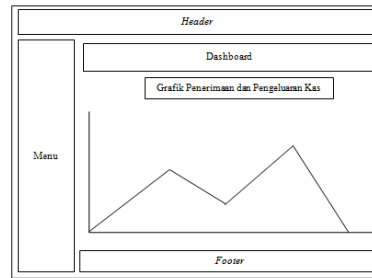 Header
Dashboard
Grafik Penerimaan dan Pengeluaran Kas
Menu
Footer